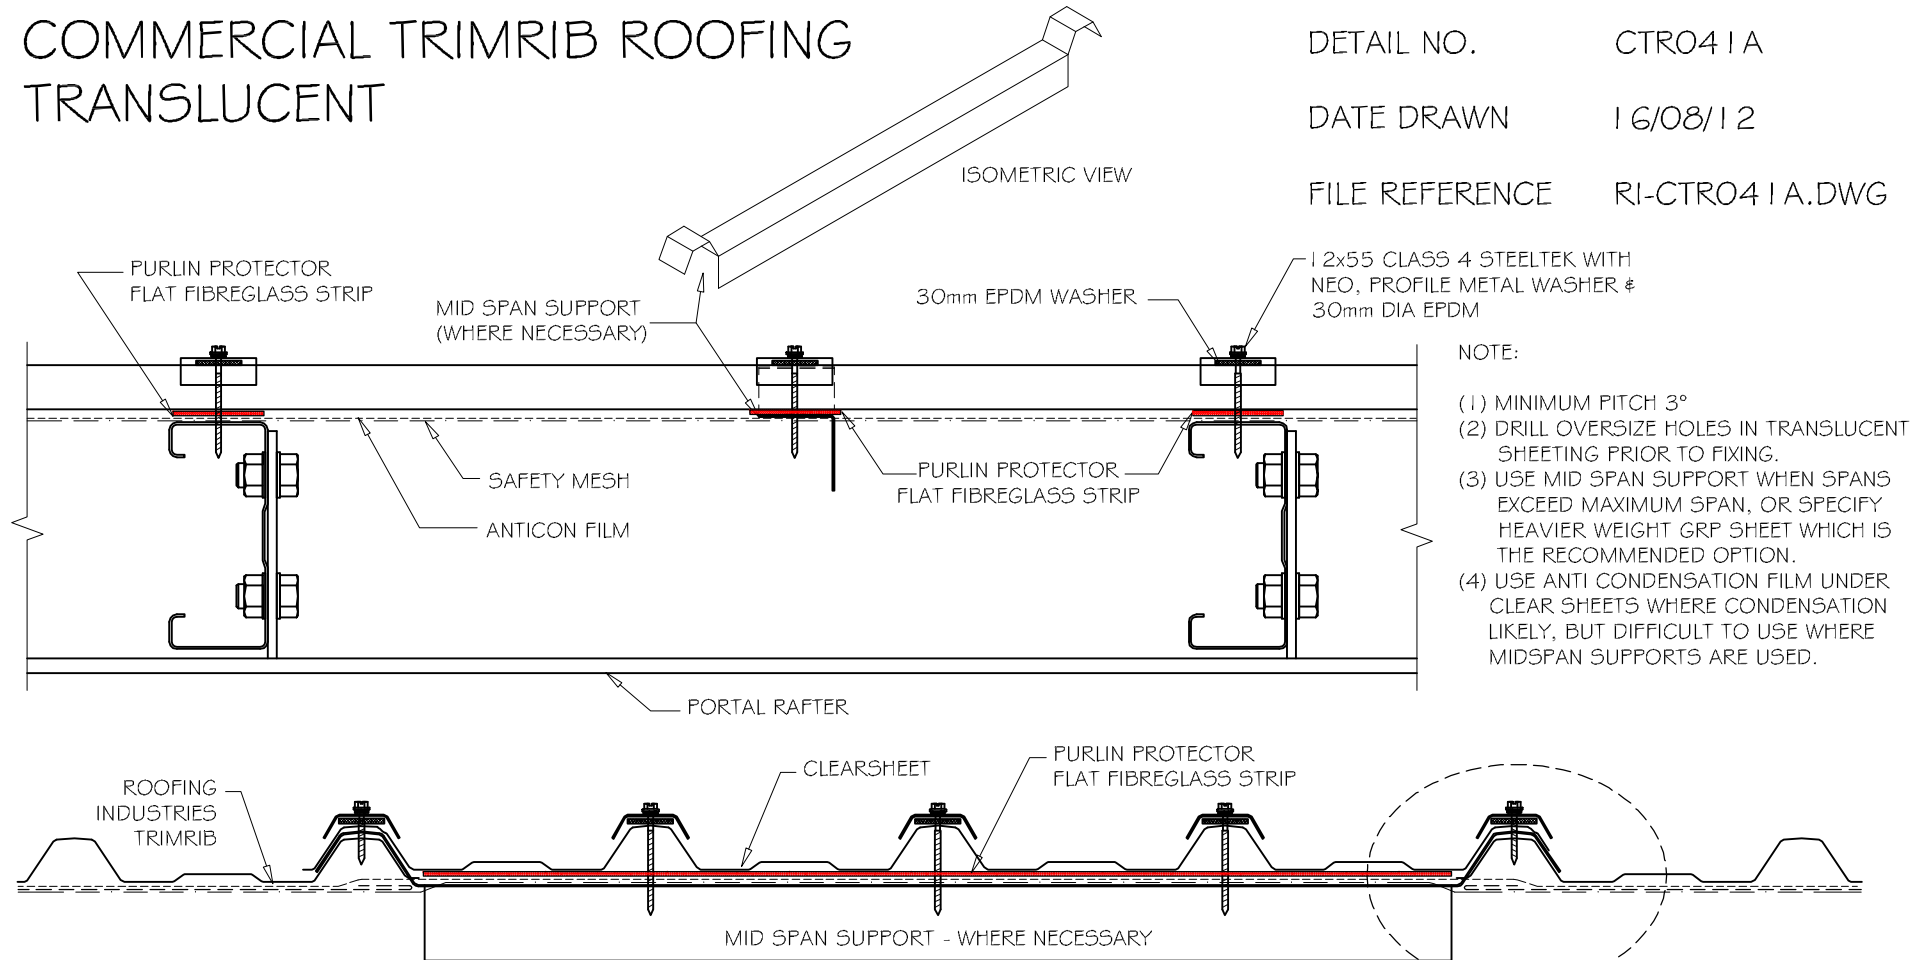 COMMERCIAL TRIMRIB ROOFING
TRANSLUCENT
DETAIL NO. CTR041A
DATE DRAWN 16/08/12
FILE REFERENCE RI-CTR041A.DWG
ISOMETRIC VIEW
PURLIN PROTECTOR
FLAT FIBREGLASS STRIP
MID SPAN SUPPORT
(WHERE NECESSARY)
30mm EPDM WASHER
12x55 CLASS 4 STEELTEK WITH
NEO, PROFILE METAL WASHER &
30mm DIA EPDM
SAFETY MESH
ANTICON FILM
PURLIN PROTECTOR
FLAT FIBREGLASS STRIP
NOTE:
(1) MINIMUM PITCH 3°
(2) DRILL OVERSIZE HOLES IN TRANSLUCENT
SHEETING PRIOR TO FIXING.
(3) USE MID SPAN SUPPORT WHEN SPANS
EXCEED MAXIMUM SPAN, OR SPECIFY
HEAVIER WEIGHT GRP SHEET WHICH IS
THE RECOMMENDED OPTION.
(4) USE ANTI CONDENSATION FILM UNDER
CLEAR SHEETS WHERE CONDENSATION
LIKELY, BUT DIFFICULT TO USE WHERE
MIDSPAN SUPPORTS ARE USED.
PORTAL RAFTER
ROOFING
INDUSTRIES
TRIMRIB
CLEARSHEET
PURLIN PROTECTOR
FLAT FIBREGLASS STRIP
MID SPAN SUPPORT - WHERE NECESSARY